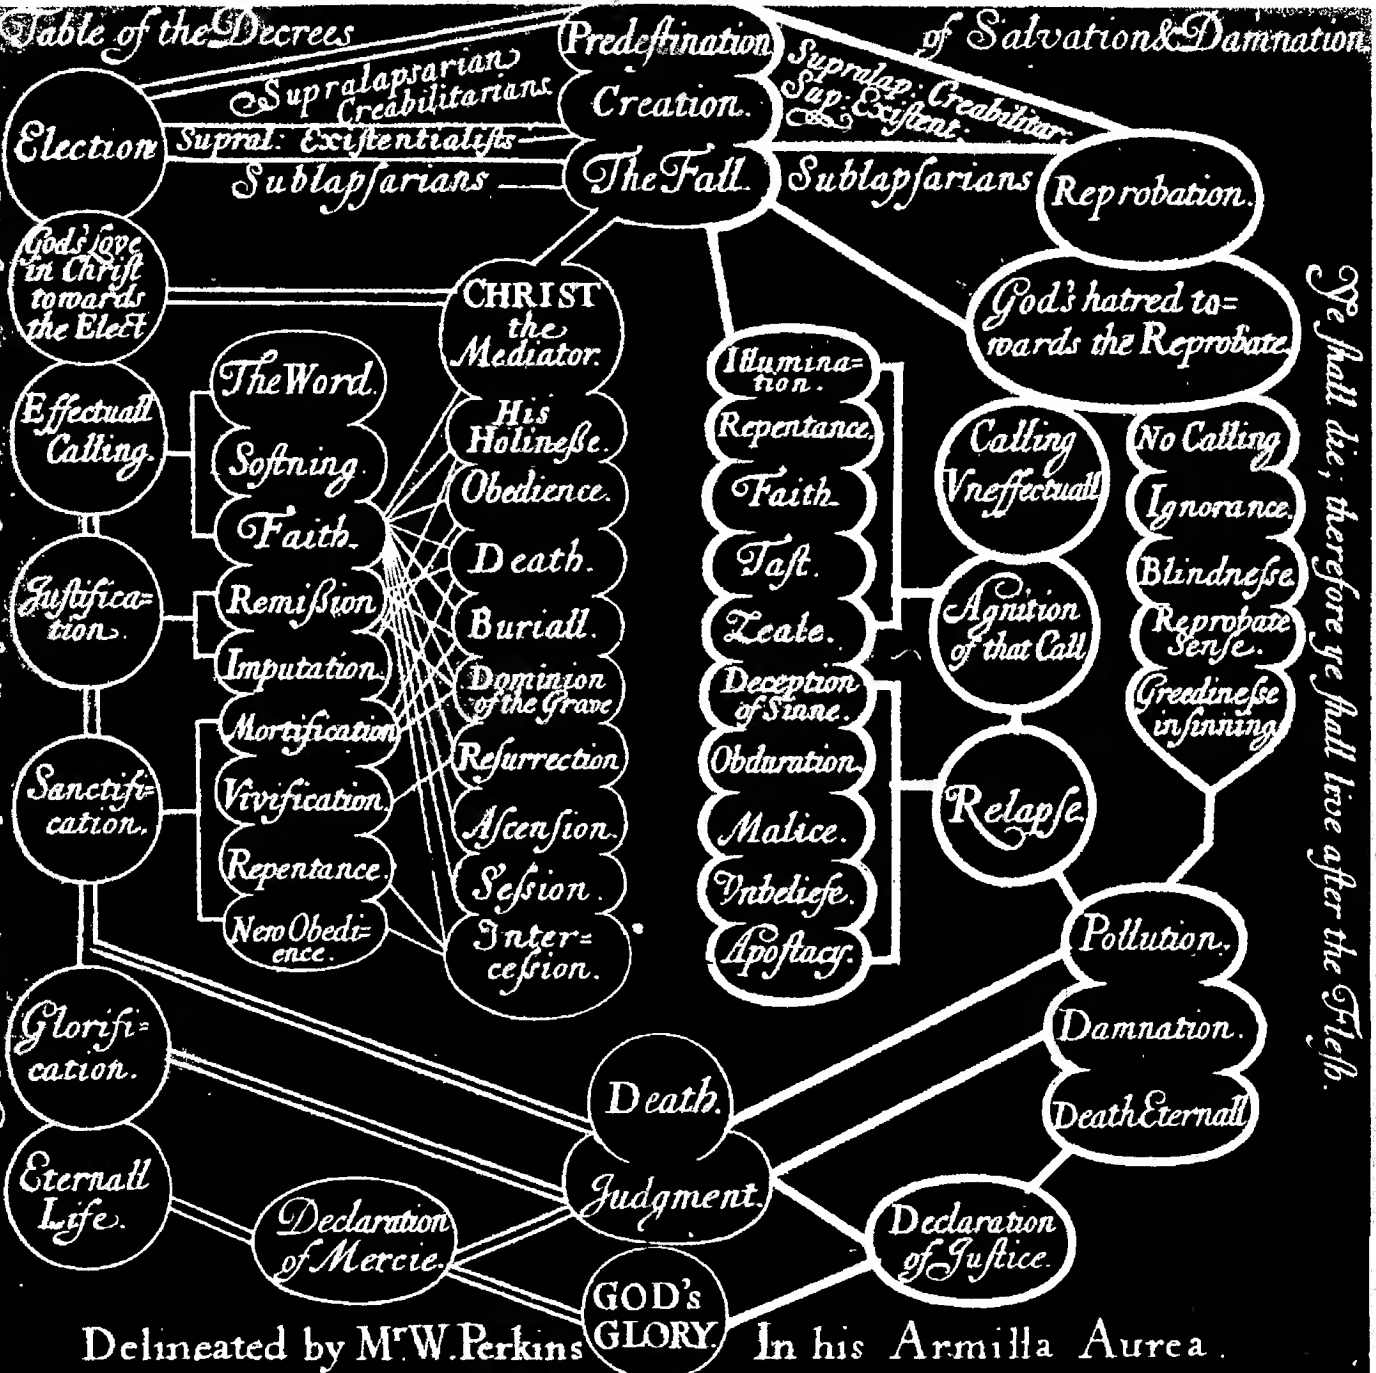 Table of the Decrees
of Salvation & Damnation.
Predeſtination
Creation.
The Fall.
Supralapsarian
Creabilitarians.
Supral: Exiſtentialiſts
Sublapſarians
Supralap: Creabilitar:
Sup: Exiſtent:
Sublapſarians
Election
God's Love
in Chriſt
towards
the Elect
Effectuall
Calling.
Juſtifica=
tion.
Sanctifi=
cation.
Glorifi=
cation.
Eternall
Life.
The Word.
Softning.
Faith.
Remißion
Imputation.
Mortification
Vivification.
Repentance.
New Obedi=
ence.
CHRIST
the
Mediator.
His
Holineße.
Obedience.
Death.
Buriall.
Dominion
of the Grave
Reſurrection
Aſcenſion.
Seſsion.
Inter=
ceſsion.
Illumina=
tion.
Repentance.
Faith
Taſt.
Zeale.
Deception
of Sinne.
Obduration.
Malice.
Vnbeliefe.
Apoſtacy.
Reprobation.
God's hatred to=
wards the Reprobate.
Calling
Vneffectuall
Agnition
of that Call
Relapſe.
No Calling
Ignorance.
Blindneſse
Reprobate
Senſe.
Greedineſse
in ſinning
Pollution.
Damnation.
Death Eternall
Death.
Judgment.
Declaration
of Mercie.
Declaration
of Juſtice.
GOD's
GLORY.
Delineated by Mr. W. Perkins
In his Armilla Aurea.
Ye ſhall die; therefore ye ſhall live after the Fleſh.